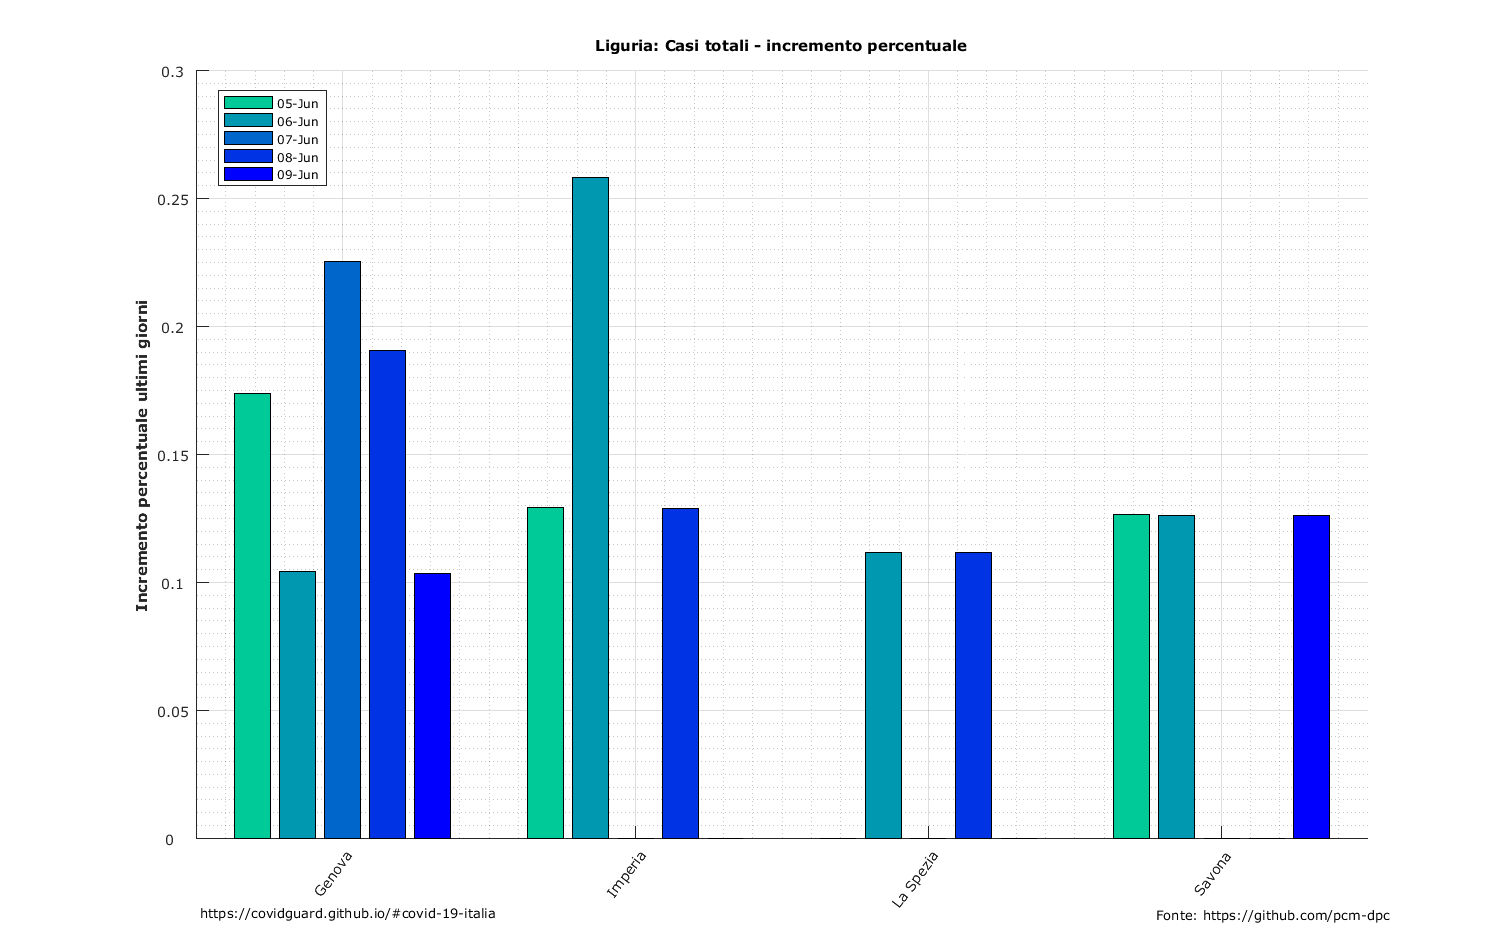 Liguria: Casi totali - incremento percentuale
0.3
0.25
0.2
0.15
0.1
0.05
0
Incremento percentuale ultimi giorni
05-Jun
06-Jun
07-Jun
08-Jun
09-Jun
Genova
Imperia
La Spezia
Savona
https://covidguard.github.io/#covid-19-italia
Fonte: https://github.com/pcm-dpc